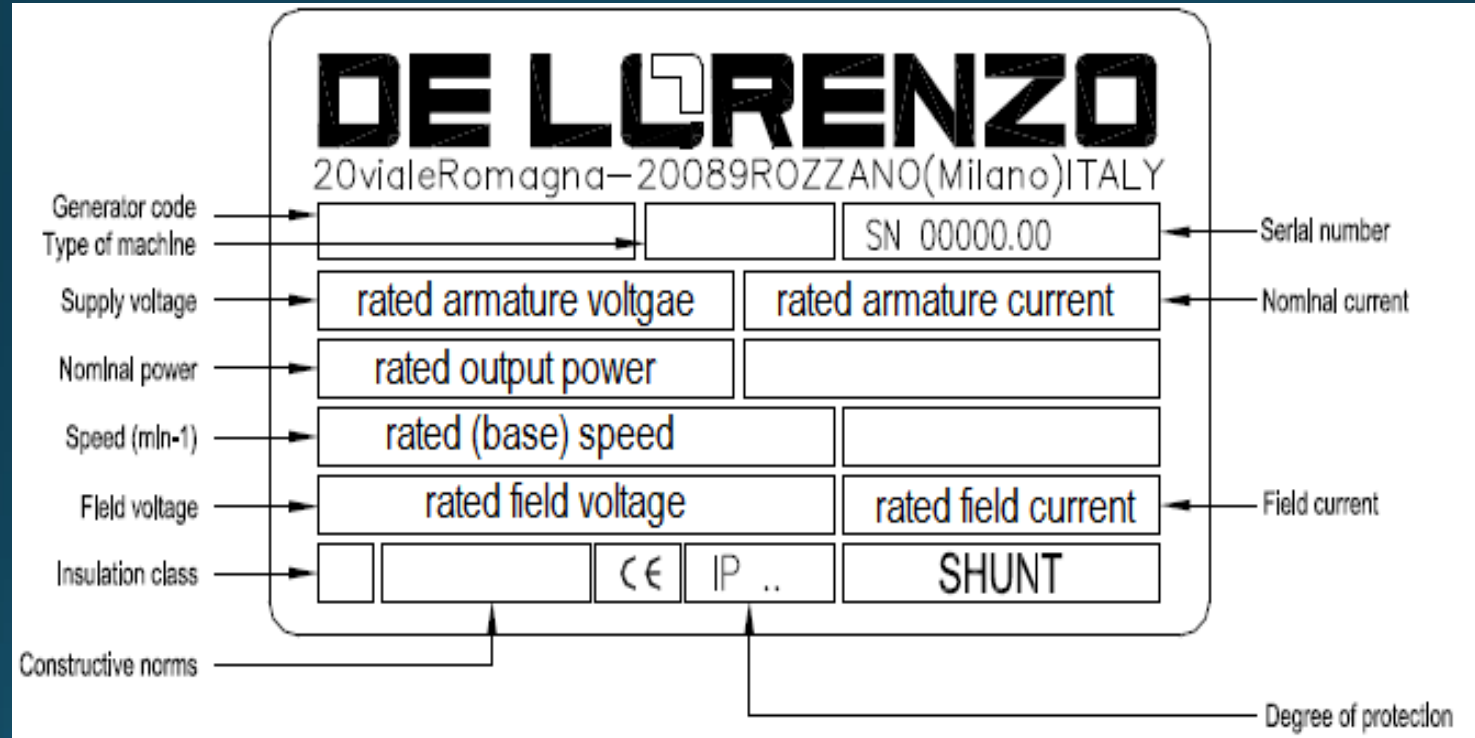 DE LORENZO
20vialeRomagna-20089ROZZANO(Milano)ITALY
Generator code
Type of machine
SN 00000.00
Serial number
Supply voltage
rated armature voltgae
rated armature current
Nominal current
Nominal power
rated output power
Speed (min-1)
rated (base) speed
Field voltage
rated field voltage
rated field current
Field current
Insulation class
CE
IP ..
SHUNT
Constructive norms
Degree of protection